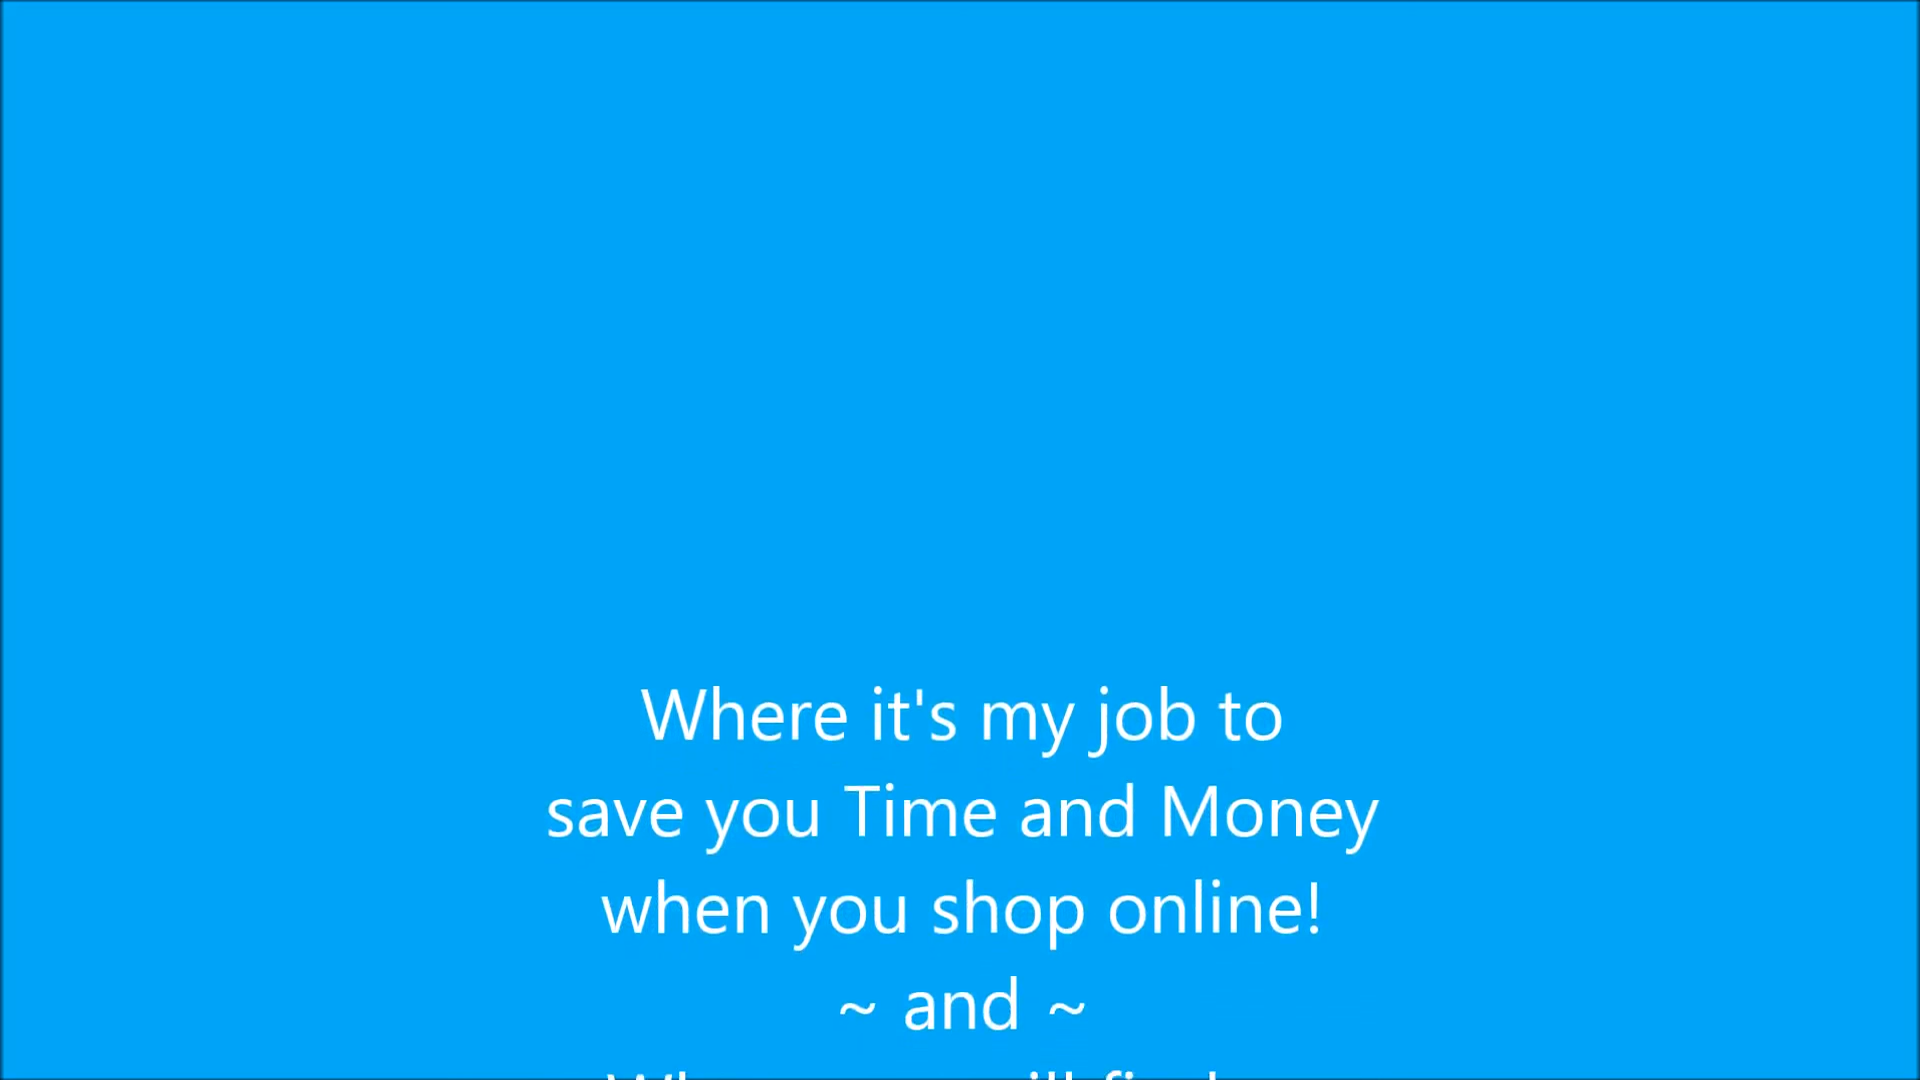 Where it's my job to
save you Time and Money
when you shop online!
~ and ~